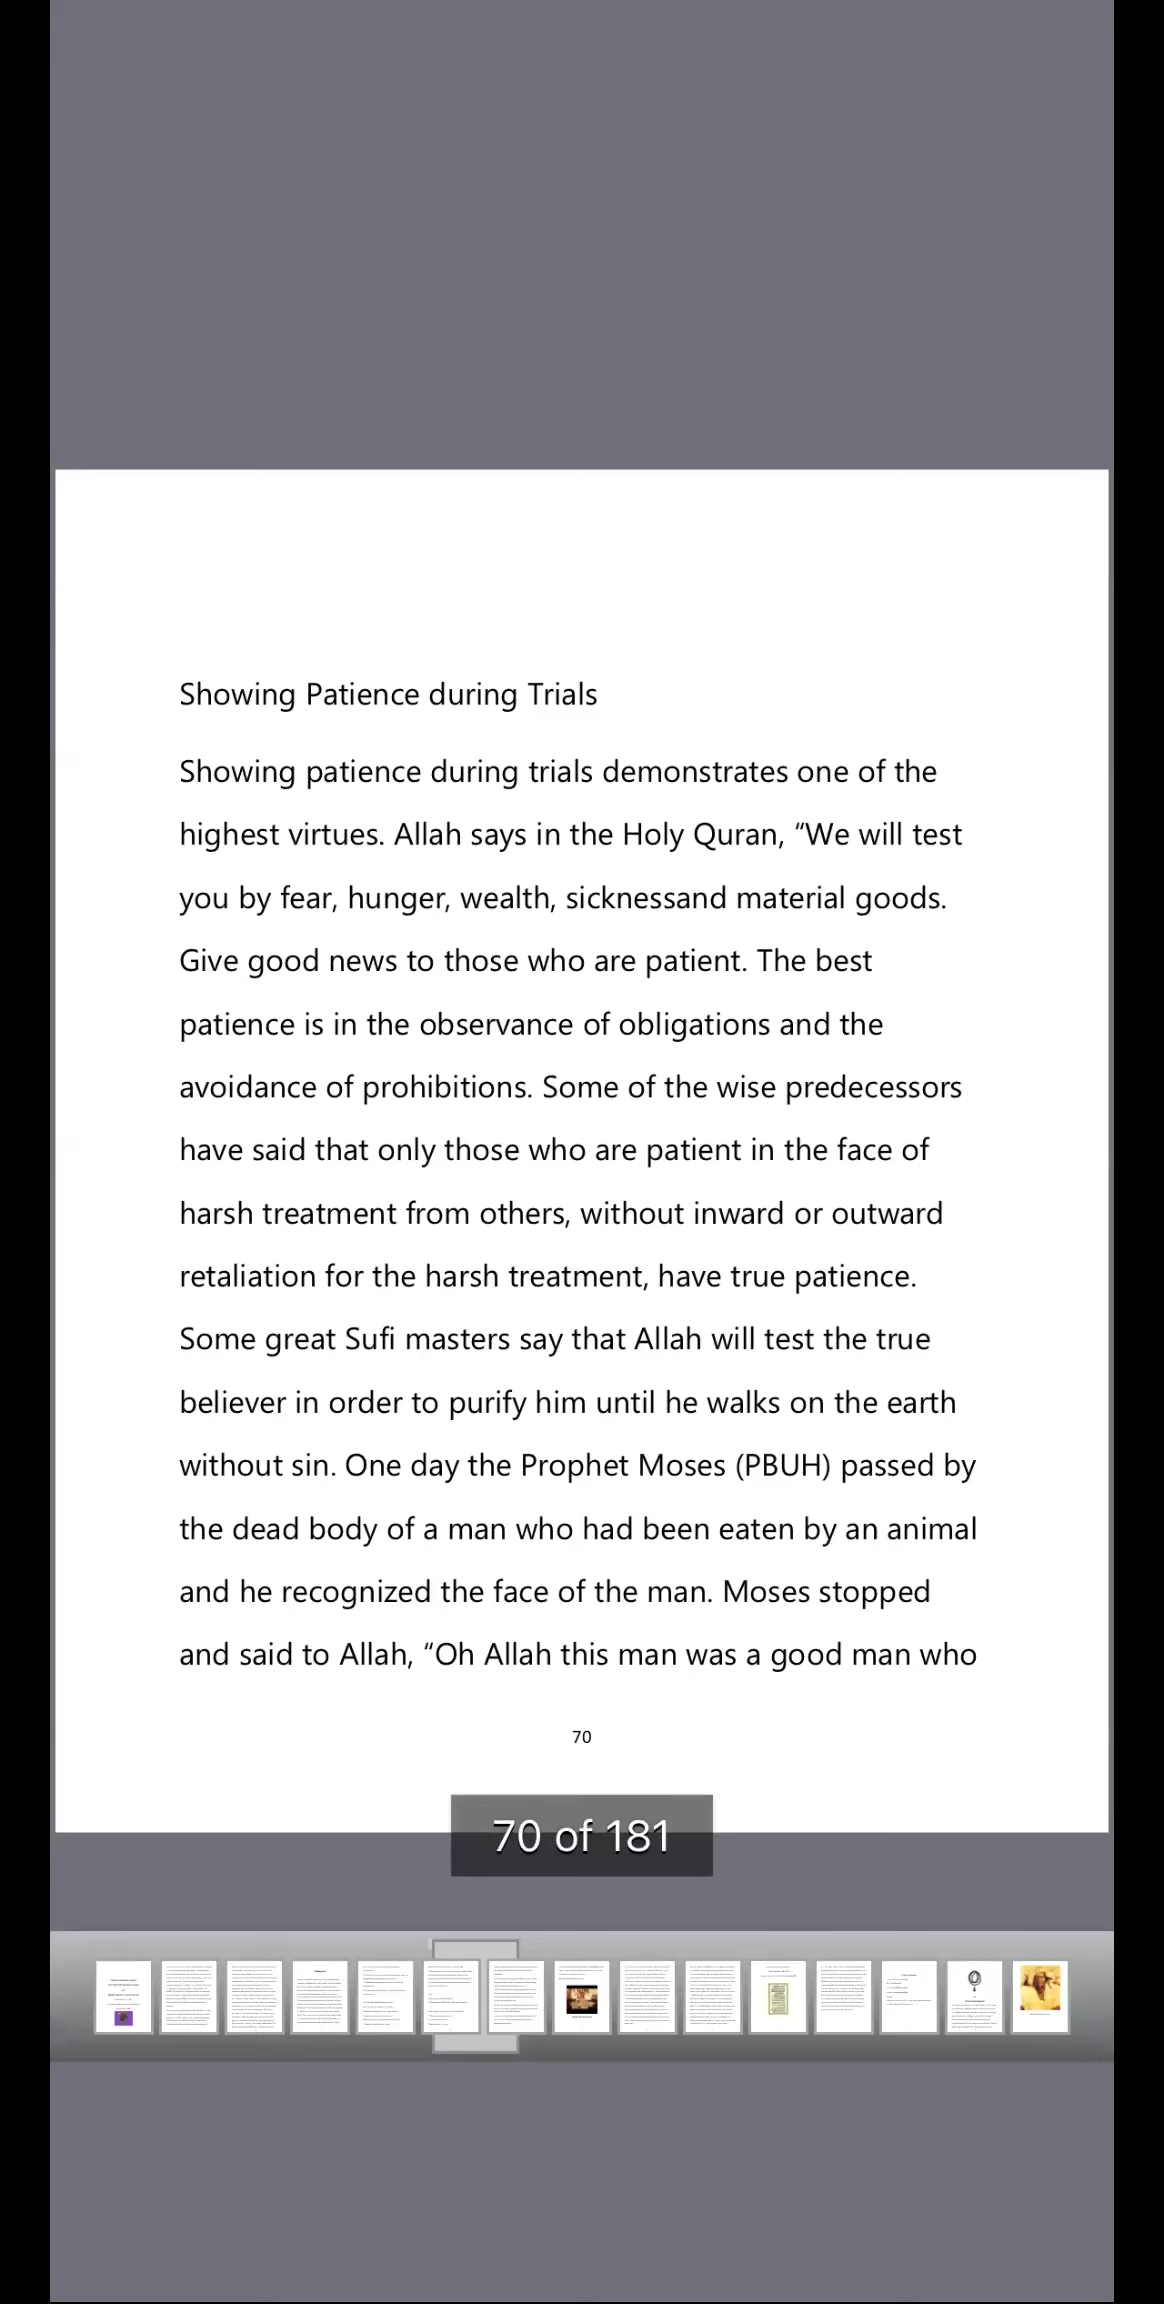 Showing Patience during Trials
Showing patience during trials demonstrates one of the
highest virtues. Allah says in the Holy Quran, “We will test
you by fear, hunger, wealth, sicknessand material goods.
Give good news to those who are patient. The best
patience is in the observance of obligations and the
avoidance of prohibitions. Some of the wise predecessors
have said that only those who are patient in the face of
harsh treatment from others, without inward or outward
retaliation for the harsh treatment, have true patience.
Some great Sufi masters say that Allah will test the true
believer in order to purify him until he walks on the earth
without sin. One day the Prophet Moses (PBUH) passed by
the dead body of a man who had been eaten by an animal
and he recognized the face of the man. Moses stopped
and said to Allah, “Oh Allah this man was a good man who
70
70 of 181